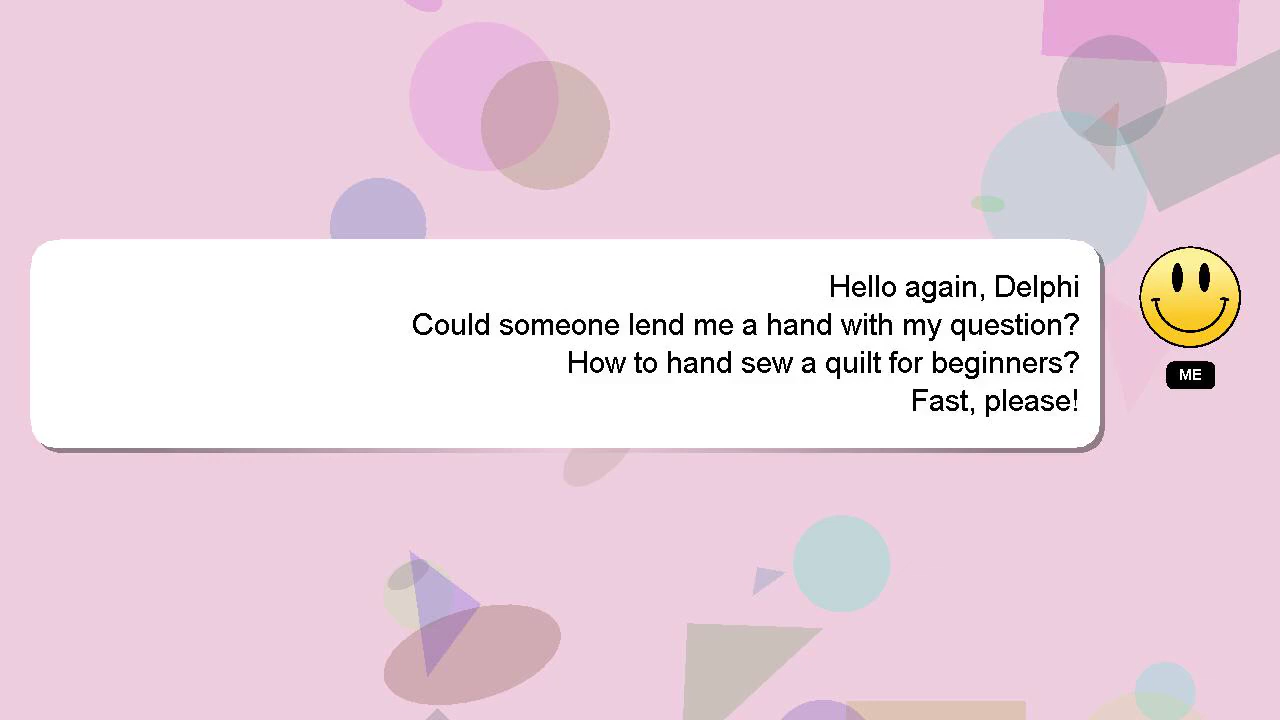 Hello again, Delphi
Could someone lend me a hand with my question?
How to hand sew a quilt for beginners?
Fast, please!
ME